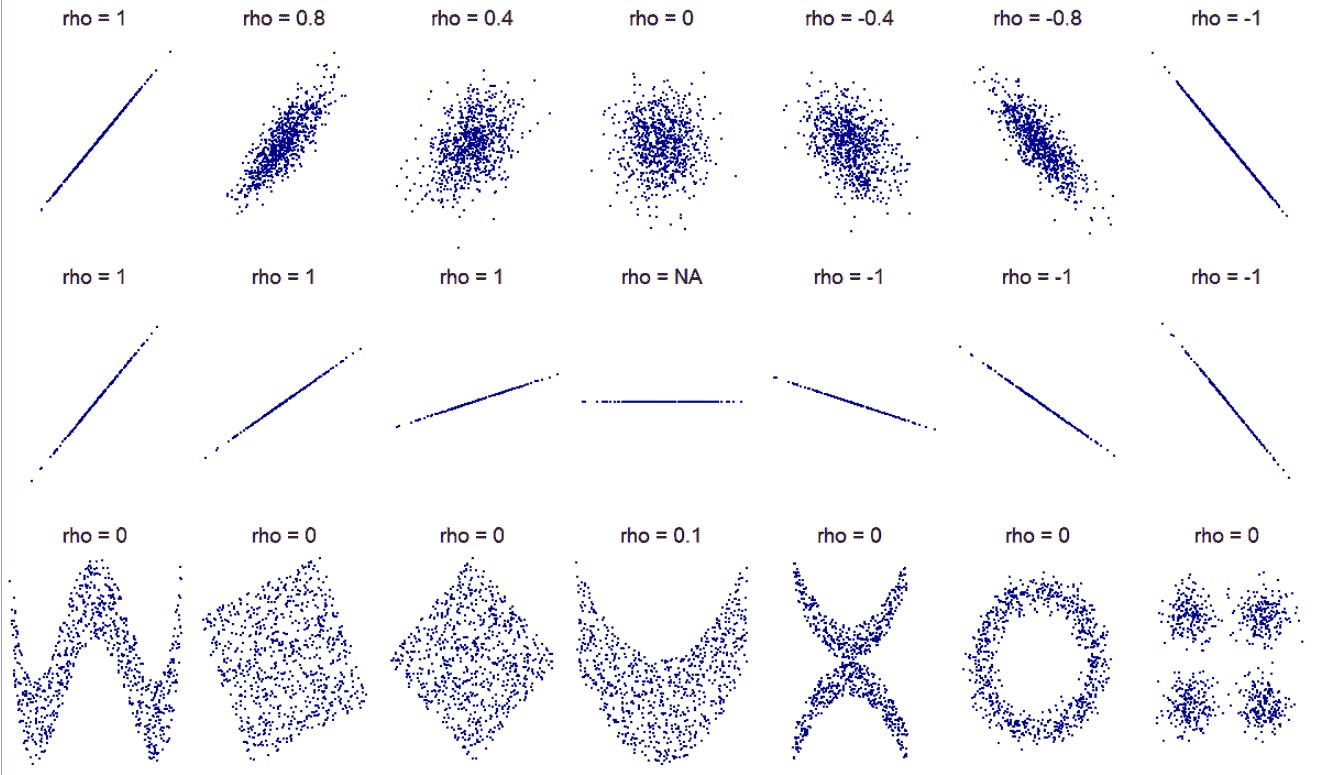 rho = 1 rho = 0.8 rho = 0.4 rho = 0 rho = -0.4 rho = -0.8 rho = -1
rho = 1 rho = 1 rho = 1 rho = NA rho = -1 rho = -1 rho = -1
rho = 0 rho = 0 rho = 0 rho = 0.1 rho = 0 rho = 0 rho = 0